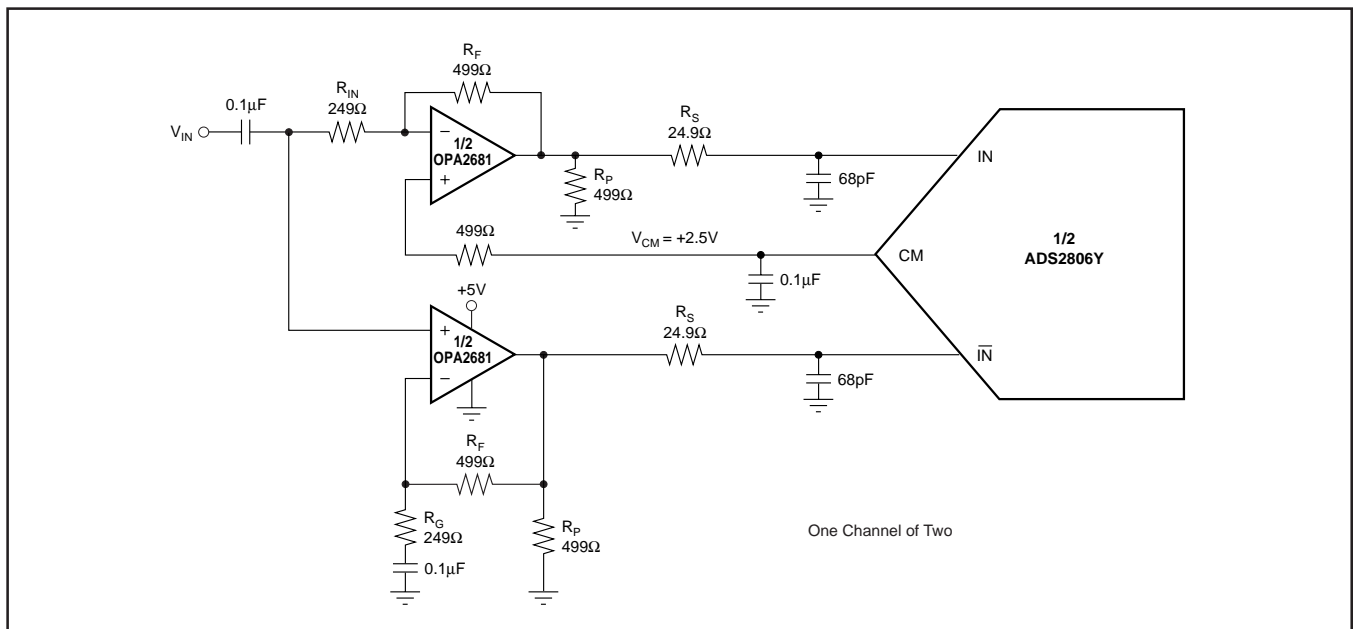 R_F
499Ω
R_IN
249Ω
0.1µF
V_IN
−
1/2
OPA2681
+
R_P
499Ω
R_S
24.9Ω
68pF
IN
499Ω
V_CM = +2.5V
0.1µF
CM
1/2
ADS2806Y
+5V
+
1/2
OPA2681
−
R_S
24.9Ω
68pF
I̅N̅
R_F
499Ω
R_G
249Ω
0.1µF
R_P
499Ω
One Channel of Two